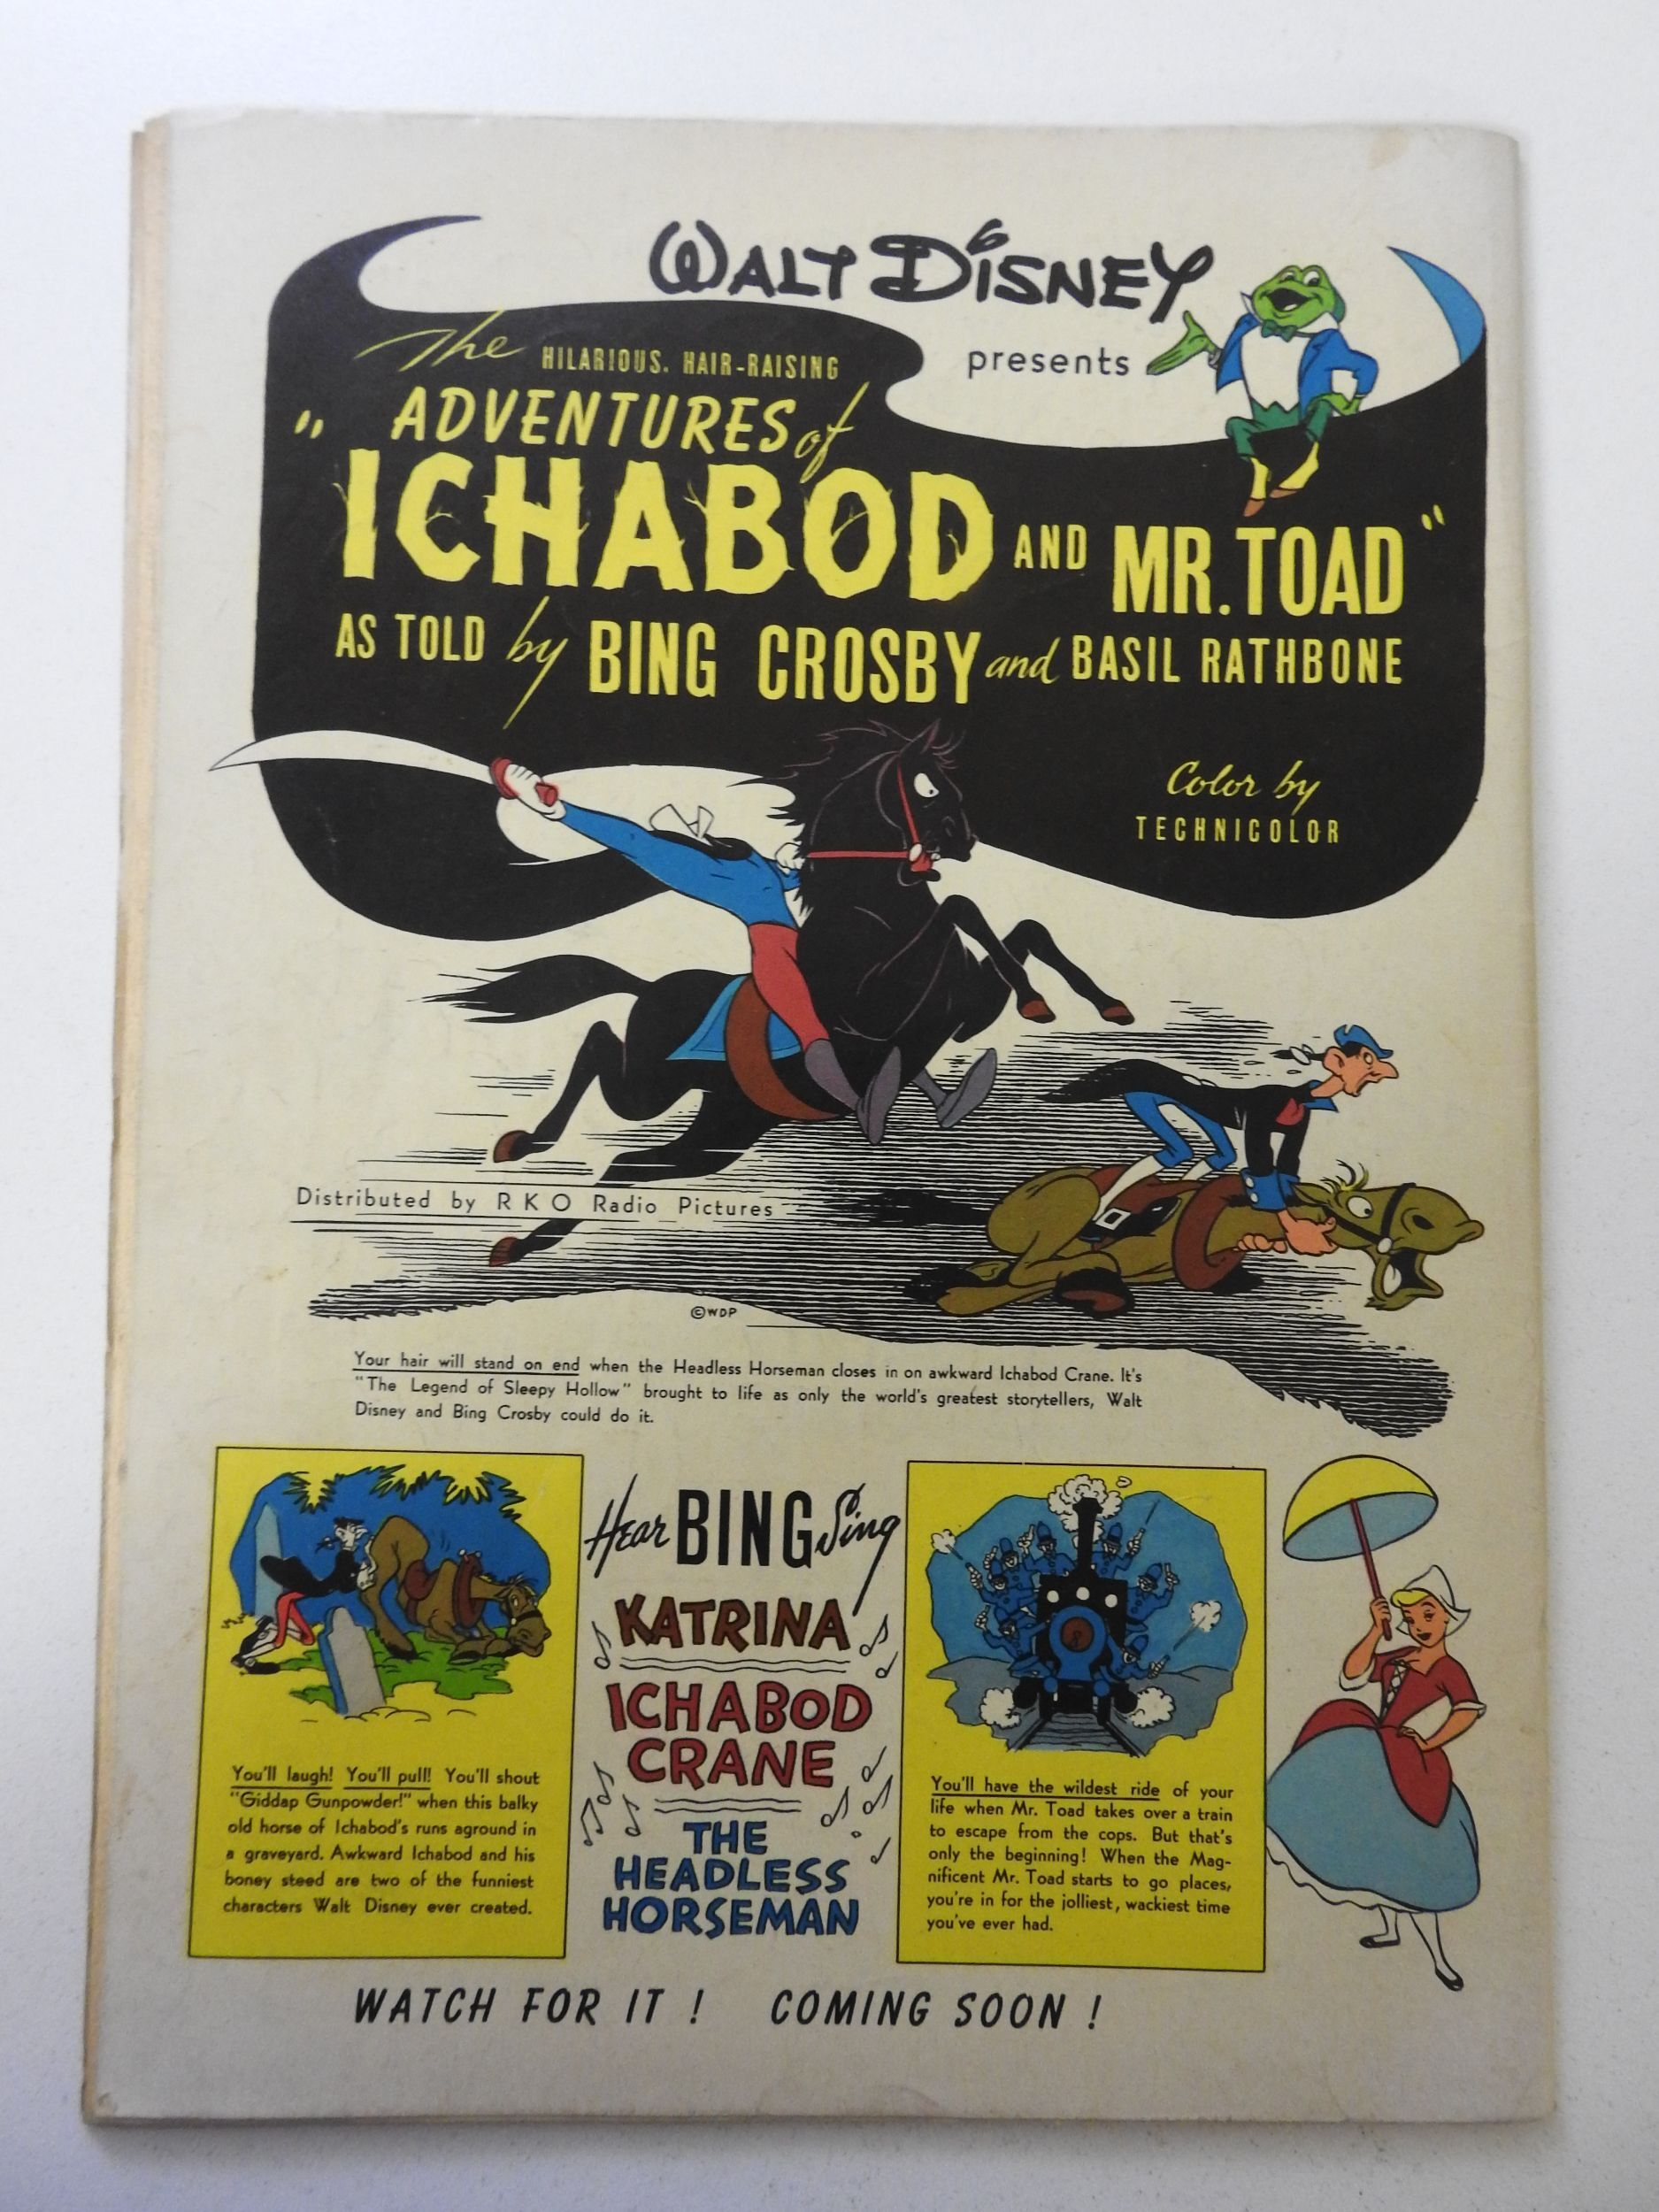 WALT DISNEY
presents
The HILARIOUS, HAIR-RAISING
"ADVENTURES of
ICHABOD AND MR. TOAD"
AS TOLD by BING CROSBY and BASIL RATHBONE
Color by
TECHNICOLOR
Distributed by RKO Radio Pictures
©WDP
Your hair will stand on end when the Headless Horseman closes in on awkward Ichabod Crane. It's
"The Legend of Sleepy Hollow" brought to life as only the world's greatest storytellers, Walt
Disney and Bing Crosby could do it.
You'll laugh! You'll pull! You'll shout
"Giddap Gunpowder!" when this balky
old horse of Ichabod's runs aground in
a graveyard. Awkward Ichabod and his
boney steed are two of the funniest
characters Walt Disney ever created.
Hear BING Sing
KATRINA
ICHABOD
CRANE
THE
HEADLESS
HORSEMAN
You'll have the wildest ride of your
life when Mr. Toad takes over a train
to escape from the cops. But that's
only the beginning! When the Mag-
nificent Mr. Toad starts to go places,
you're in for the jolliest, wackiest time
you've ever had.
WATCH FOR IT! COMING SOON!